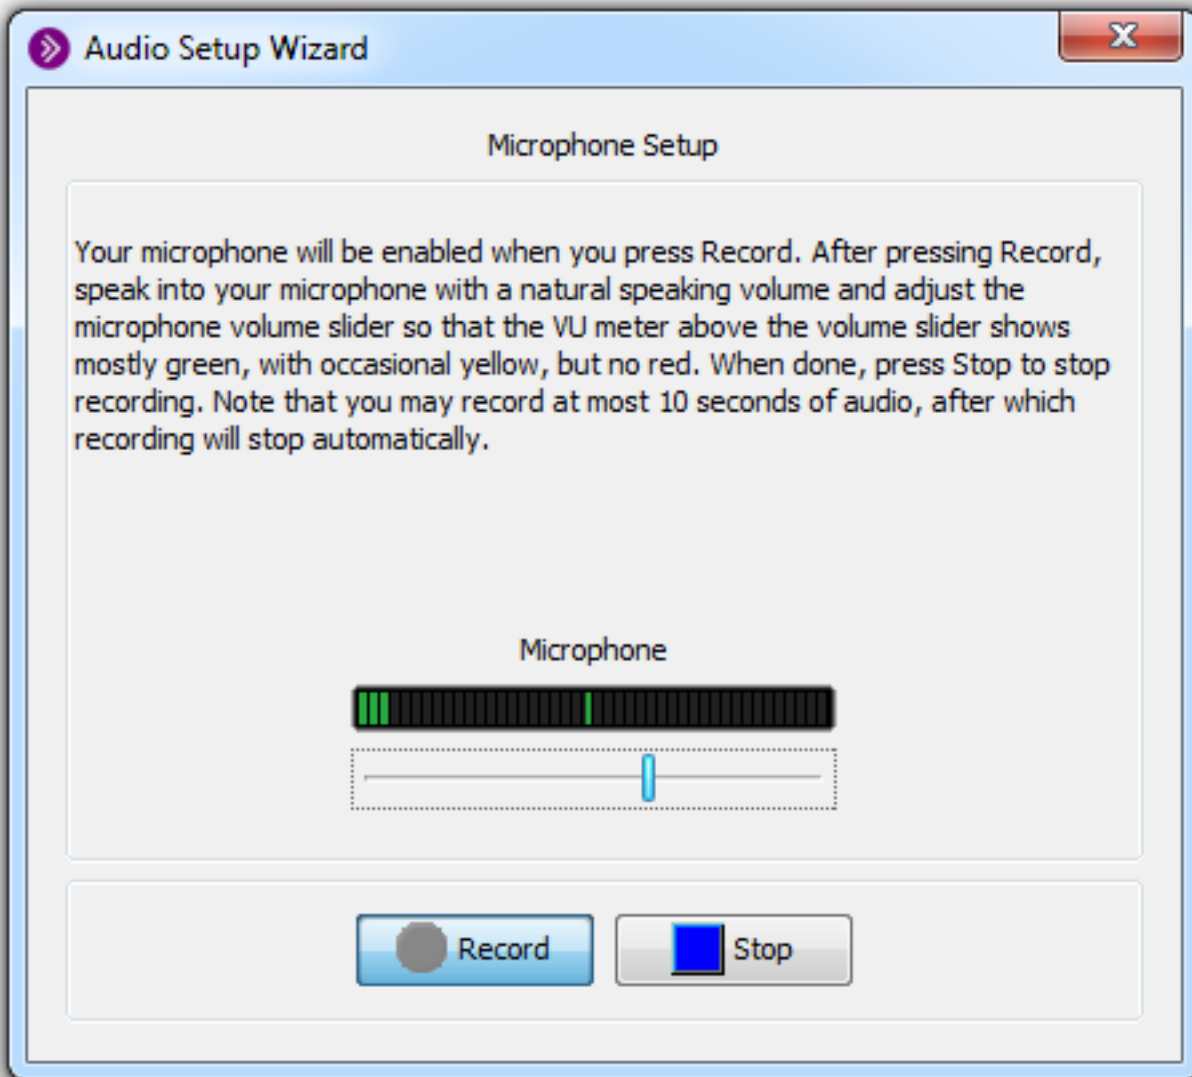 Audio Setup Wizard
Microphone Setup
Your microphone will be enabled when you press Record. After pressing Record,
speak into your microphone with a natural speaking volume and adjust the
microphone volume slider so that the VU meter above the volume slider shows
mostly green, with occasional yellow, but no red. When done, press Stop to stop
recording. Note that you may record at most 10 seconds of audio, after which
recording will stop automatically.
Microphone
Record Stop